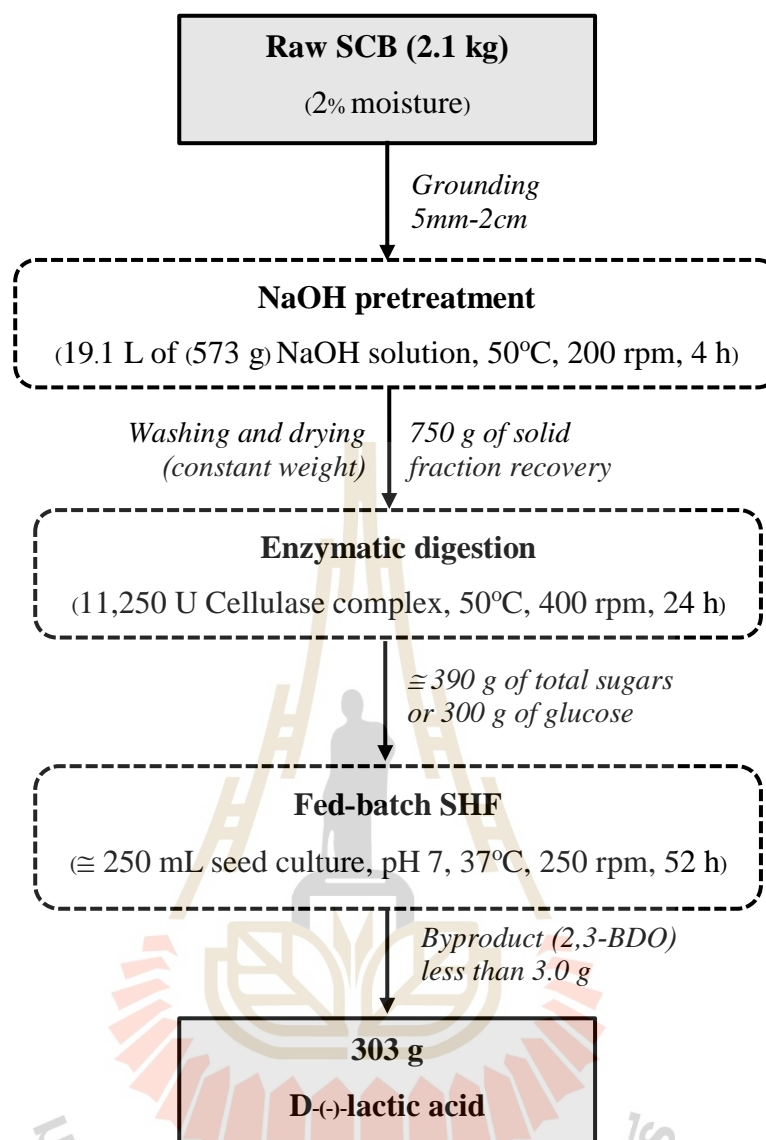 Raw SCB (2.1 kg)
(2% moisture)
Grounding
5mm-2cm
NaOH pretreatment
(19.1 L of (573 g) NaOH solution, 50ºC, 200 rpm, 4 h)
Washing and drying
(constant weight)
750 g of solid
fraction recovery
Enzymatic digestion
(11,250 U Cellulase complex, 50ºC, 400 rpm, 24 h)
≅ 390 g of total sugars
or 300 g of glucose
Fed-batch SHF
(≅ 250 mL seed culture, pH 7, 37ºC, 250 rpm, 52 h)
Byproduct (2,3-BDO)
less than 3.0 g
303 g
D-(-)-lactic acid